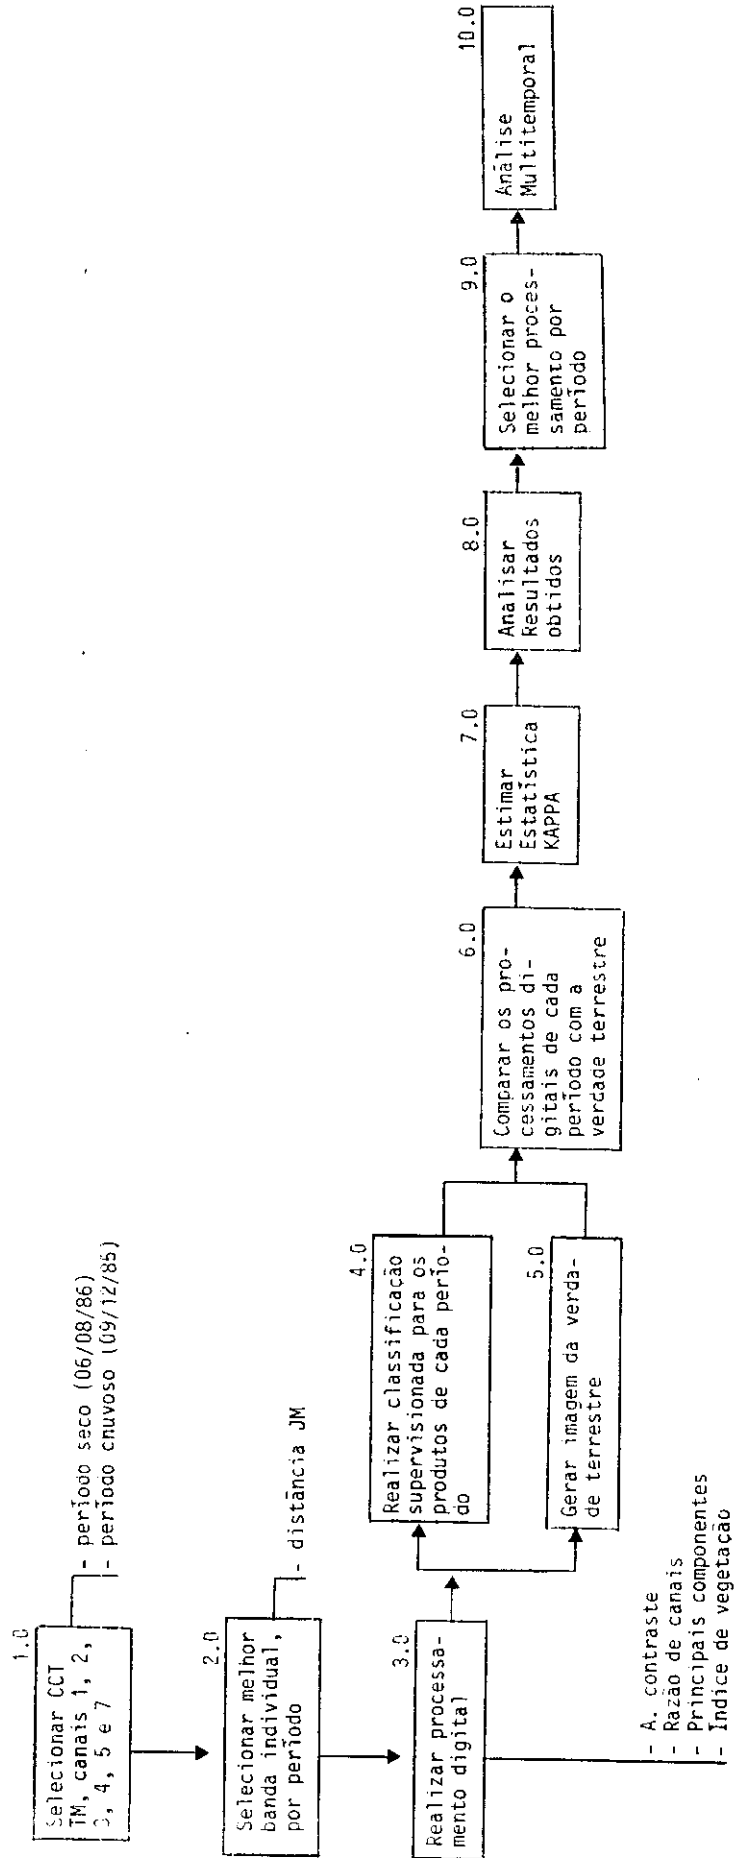 1.0
Selecionar CCT
TM, canais 1, 2,
3, 4, 5 e 7
- período seco (06/08/86)
- período chuvoso (09/12/85)
2.0
Selecionar melhor
banda individual,
por período
- distância JM
3.0
Realizar processa-
mento digital
- A. contraste
- Razão de canais
- Principais componentes
- Índice de vegetação
4.0
Realizar classificação
supervisionada para os
produtos de cada perío-
do
5.0
Gerar imagem da verda-
de terrestre
6.0
Comparar os pro-
cessamentos di-
gitais de cada
período com a
verdade terrestre
7.0
Estimar
Estatística
KAPPA
8.0
Analisar
Resultados
obtidos
9.0
Selecionar o
melhor proces-
samento por
período
10.0
Análise
Multitemporal